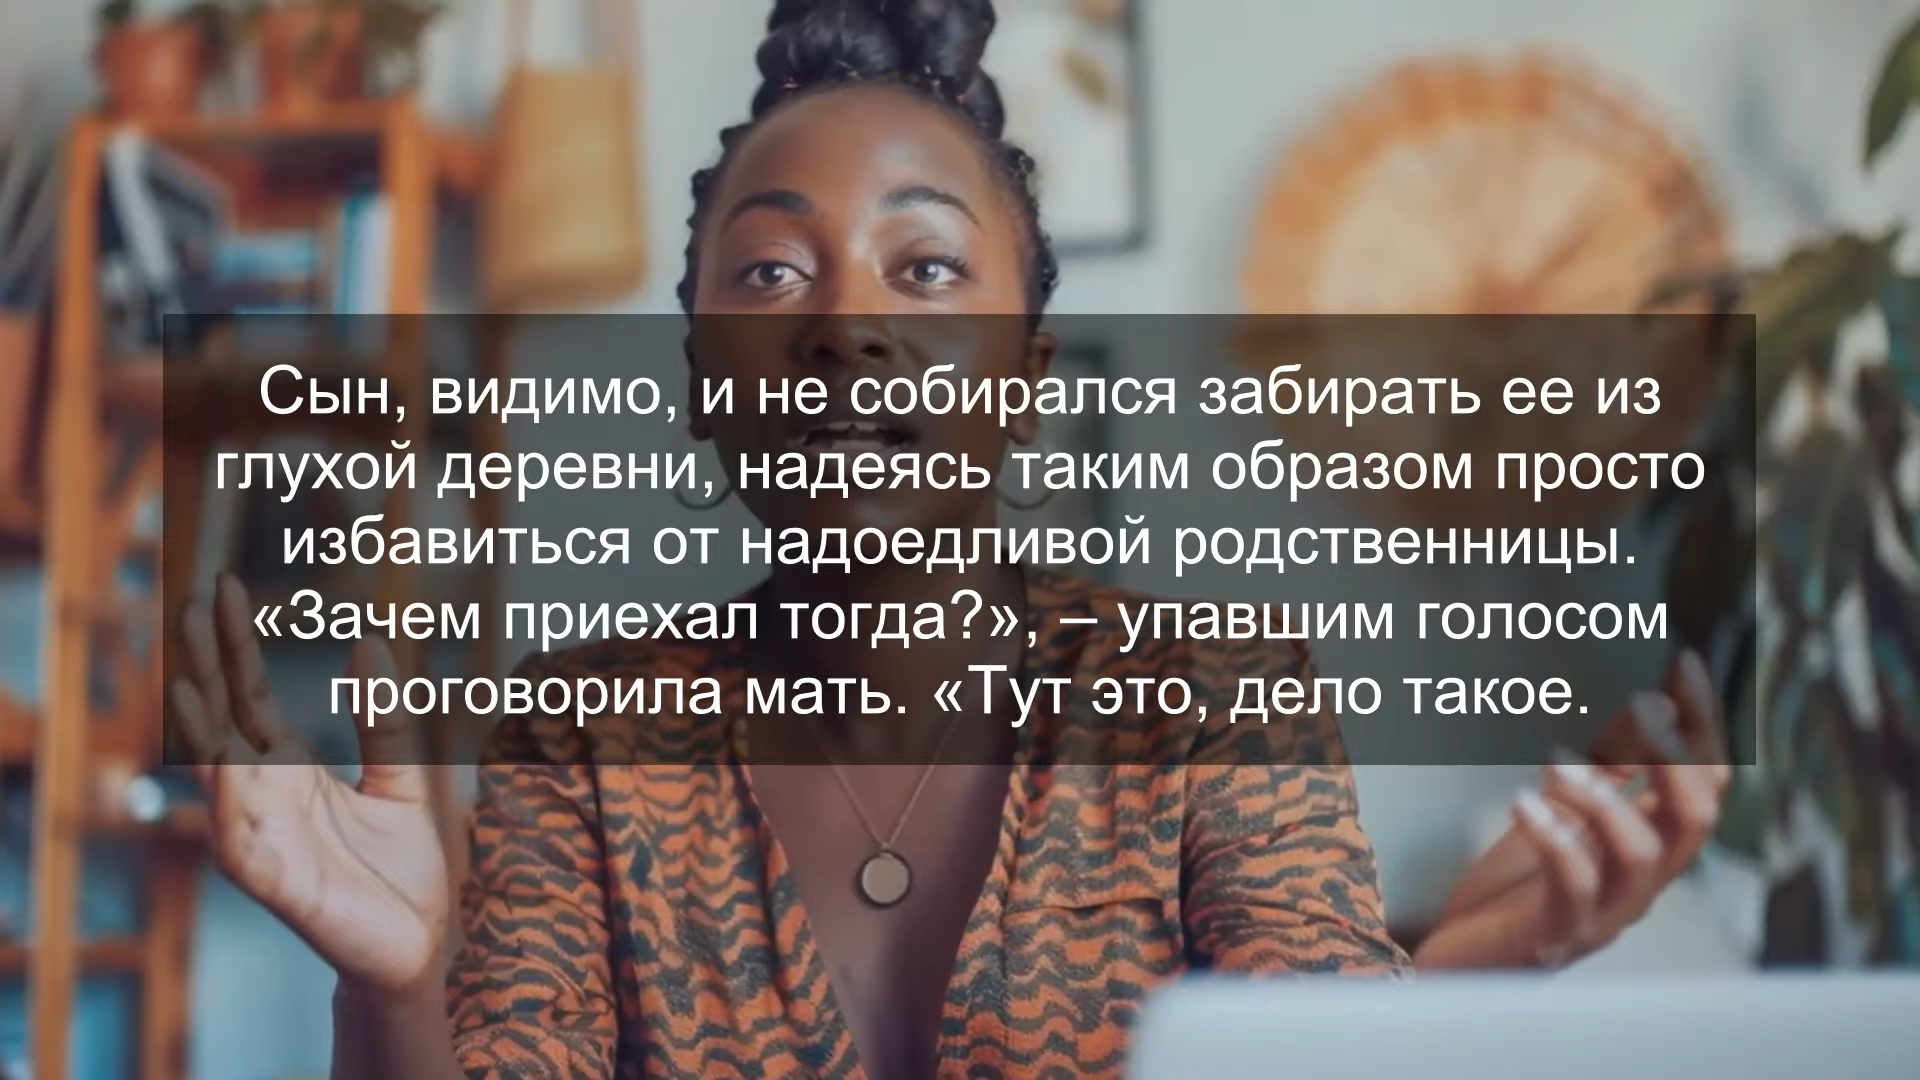 Сын, видимо, и не собирался забирать ее из
глухой деревни, надеясь таким образом просто
избавиться от надоедливой родственницы.
«Зачем приехал тогда?», – упавшим голосом
проговорила мать. «Тут это, дело такое.